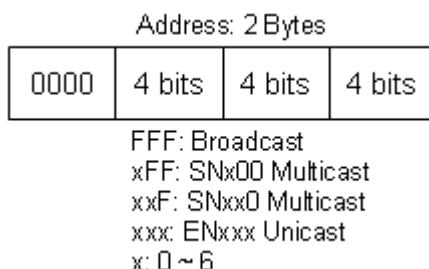 Address: 2 Bytes
0000 4 bits 4 bits 4 bits
FFF: Broadcast
xFF: SNx00 Multicast
xxF: SNxx0 Multicast
xxx: ENxxx Unicast
x: 0 ~ 6